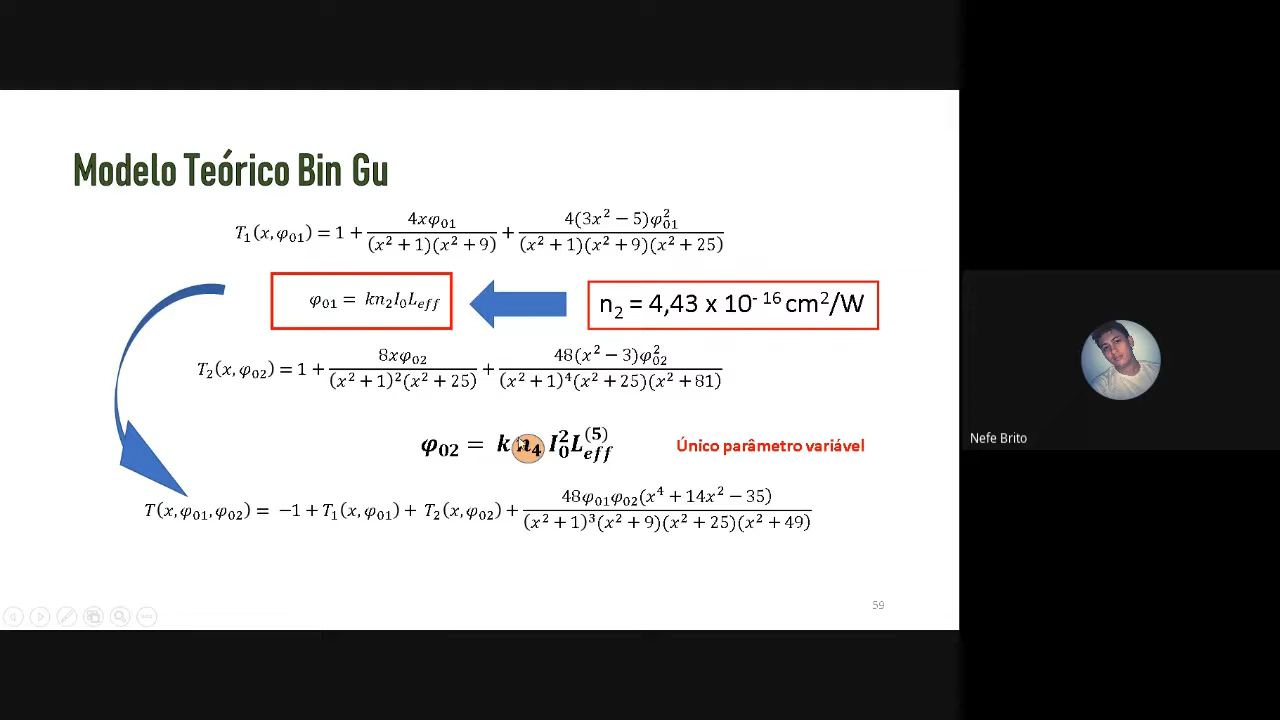 Modelo Teórico Bin Gu
T₁(x, φ₀₁) = 1 + 4xφ₀₁ / (x² + 1)(x² + 9) + 4(3x² − 5)φ₀₁² / (x² + 1)(x² + 9)(x² + 25)
φ₀₁ = kn₂I₀L_eff
n₂ = 4,43 x 10⁻¹⁶ cm²/W
T₂(x, φ₀₂) = 1 + 8xφ₀₂ / (x² + 1)²(x² + 25) + 48(x² − 3)φ₀₂² / (x² + 1)⁴(x² + 25)(x² + 81)
φ₀₂ = k n₄ I₀² L_eff⁽⁵⁾
Único parâmetro variável
T(x, φ₀₁, φ₀₂) = −1 + T₁(x, φ₀₁) + T₂(x, φ₀₂) + 48φ₀₁φ₀₂(x⁴ + 14x² − 35) / (x² + 1)³(x² + 9)(x² + 25)(x² + 49)
59
Nefe Brito